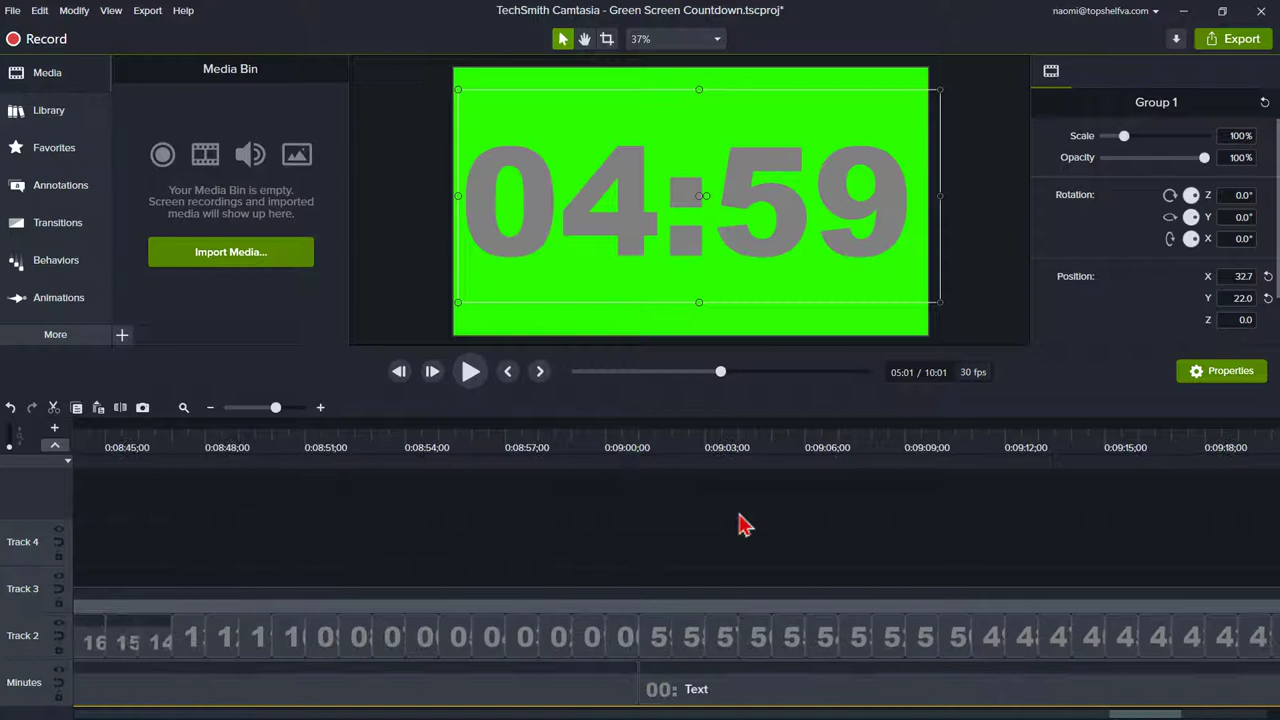 File Edit Modify View Export Help
TechSmith Camtasia - Green Screen Countdown.tscproj*
naomi@topshelfva.com
Record
37%
Export
Media
Library
Favorites
Annotations
Transitions
Behaviors
Animations
More
Media Bin
Your Media Bin is empty.
Screen recordings and imported
media will show up here.
Import Media...
04:59
Group 1
Scale 100%
Opacity 100%
Rotation: Z 0.0°
Y 0.0°
X 0.0°
Position: X 32.7
Y 22.0
Z 0.0
05:01 / 10:01 30 fps
Properties
0:08:45;00 0:08:48;00 0:08:51;00 0:08:54;00 0:08:57;00 0:09:00;00 0:09:03;00 0:09:06;00 0:09:09;00 0:09:12;00 0:09:15;00 0:09:18;00
Track 4
Track 3
Track 2
16 15 14
Minutes
00: Text